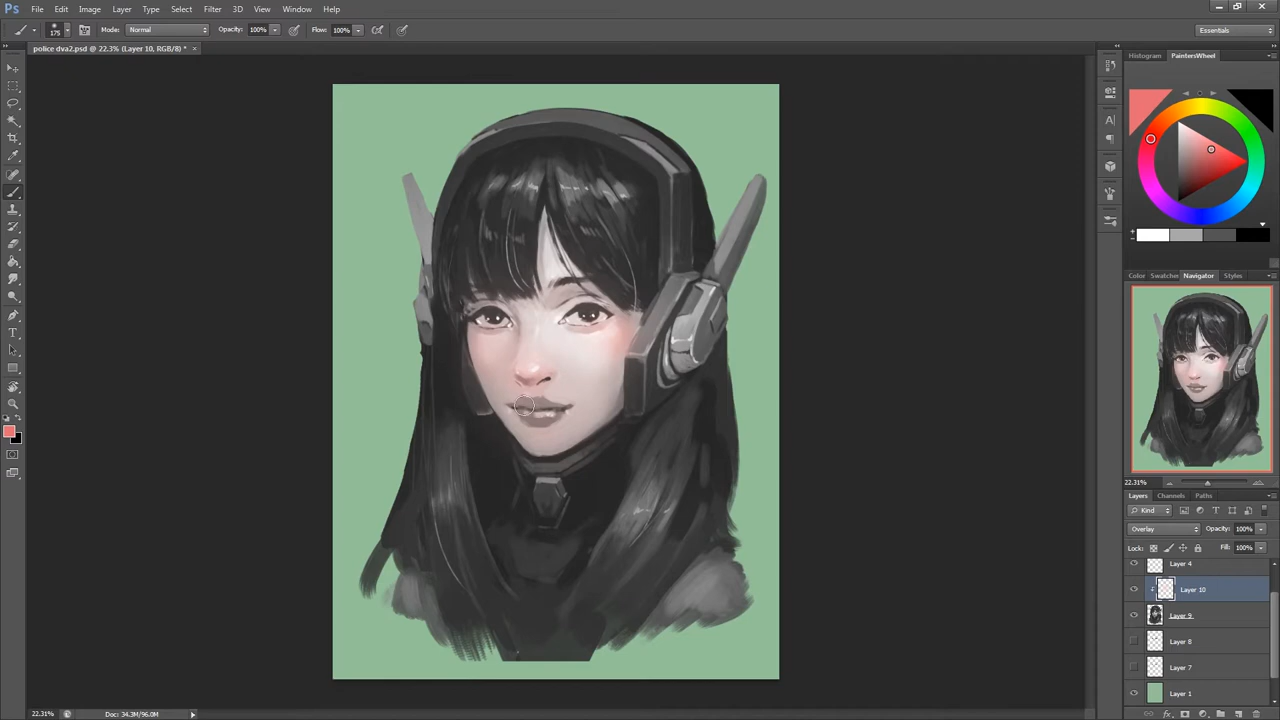 Ps File Edit Image Layer Type Select Filter 3D View Window Help
175 Mode: Normal Opacity: 100% Flow: 100% Essentials
police dva2.psd @ 22.3% (Layer 10, RGB/8) * ×
Histogram PaintersWheel
Color Swatches Navigator Styles
22.31%
Layers Channels Paths
Kind
Overlay Opacity: 100%
Lock: Fill: 100%
Layer 4
Layer 10
Layer 9
Layer 8
Layer 7
Layer 1
22.31% Doc: 34.3M/96.0M